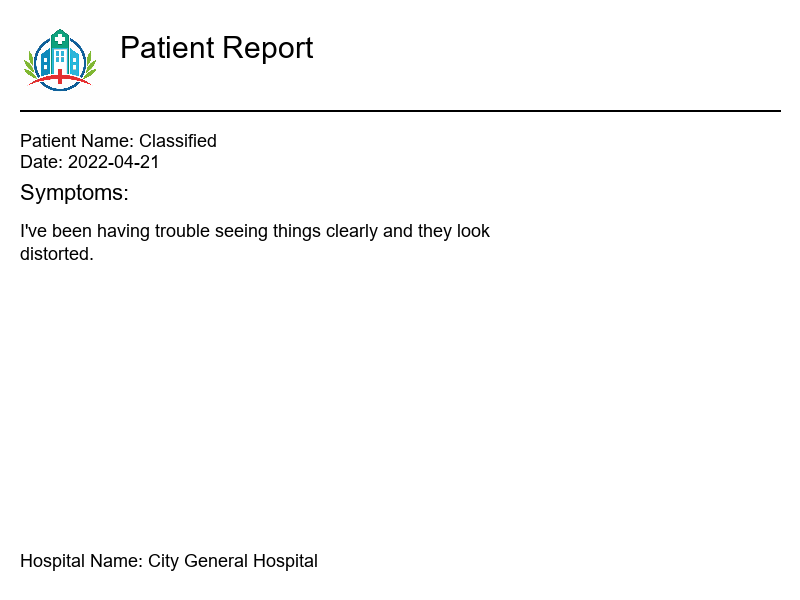 Patient Report
Patient Name: Classified
Date: 2022-04-21
Symptoms:
I've been having trouble seeing things clearly and they look
distorted.
Hospital Name: City General Hospital